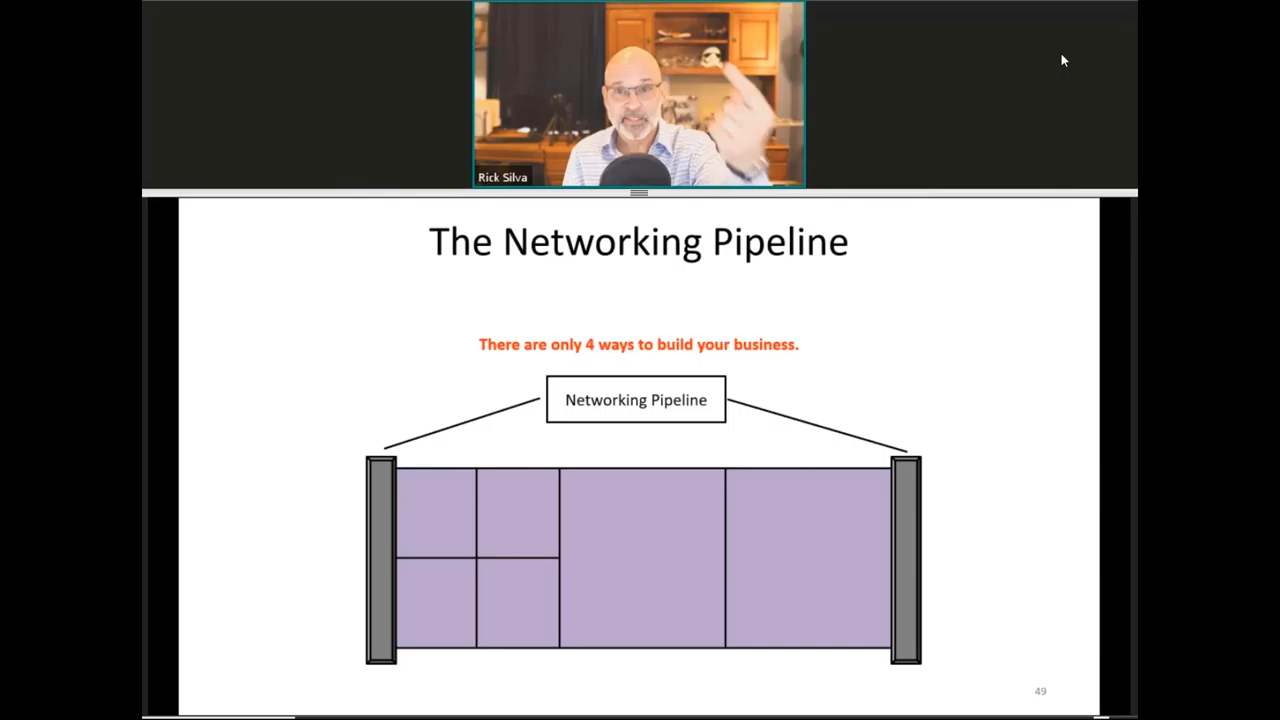 Rick Silva
The Networking Pipeline
There are only 4 ways to build your business.
Networking Pipeline
49